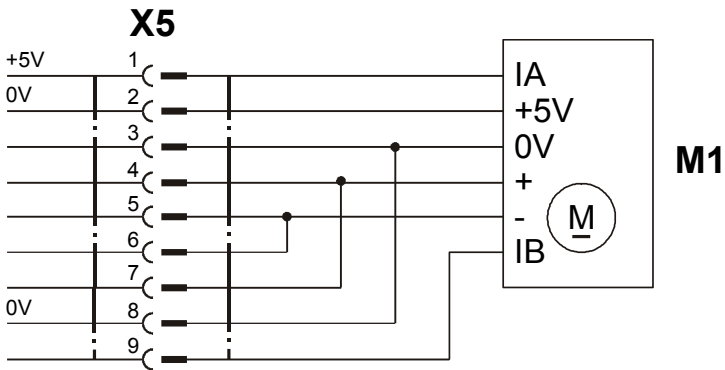 X5
+5V 1 IA
0V 2 +5V
3 0V
4 +
M1
5 - M
6 IB
7
0V 8
9